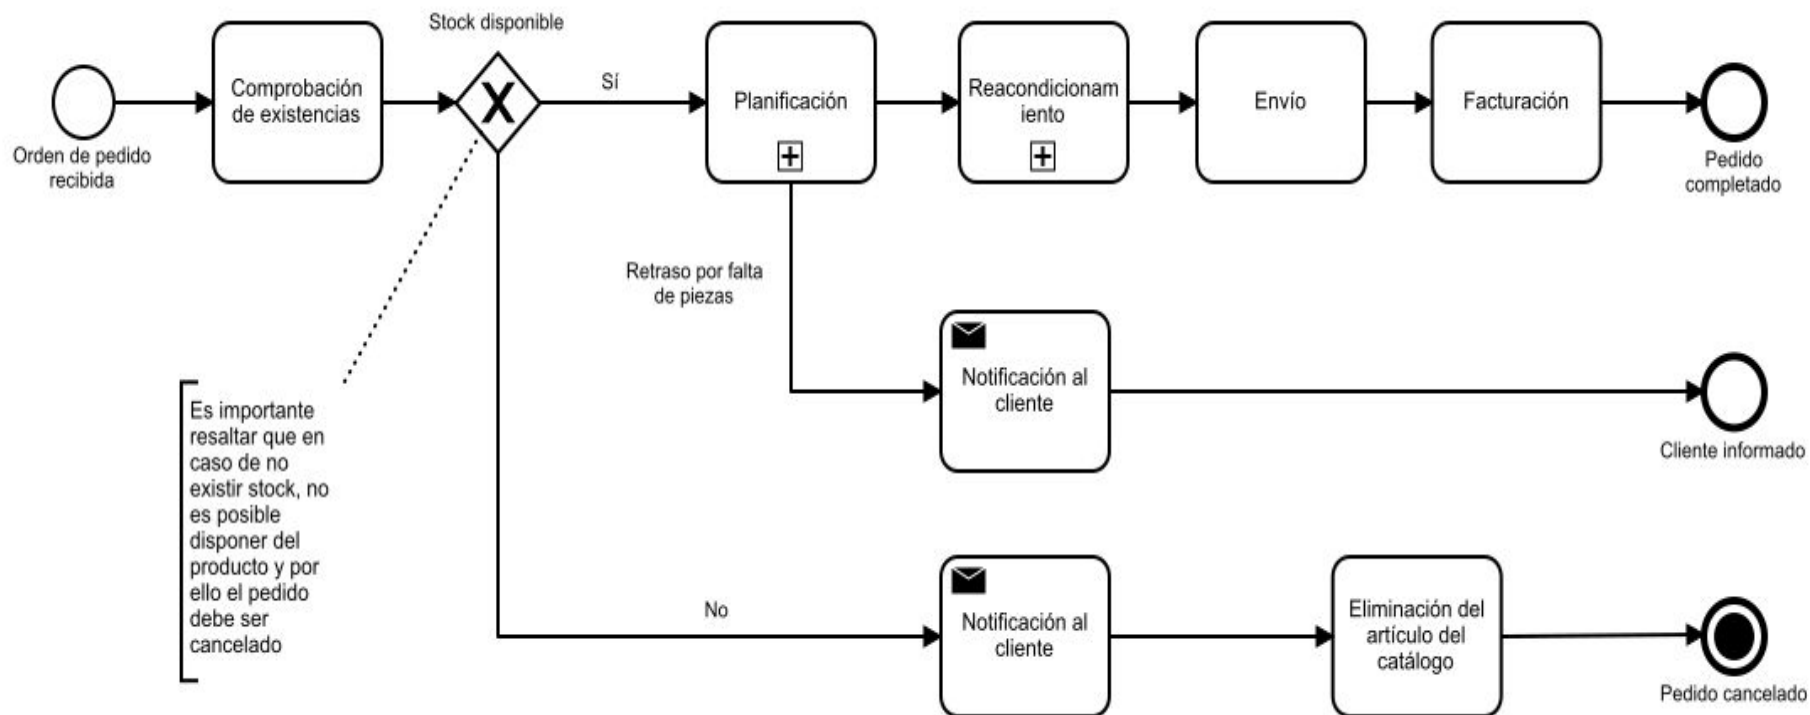 Stock disponible
Orden de pedido
recibida
Comprobación
de existencias
Sí
Planificación
Reacondicionam
iento
Envío
Facturación
Pedido
completado
Retraso por falta
de piezas
Notificación al
cliente
Cliente informado
Es importante
resaltar que en
caso de no
existir stock, no
es posible
disponer del
producto y por
ello el pedido
debe ser
cancelado
No
Notificación al
cliente
Eliminación del
artículo del
catálogo
Pedido cancelado